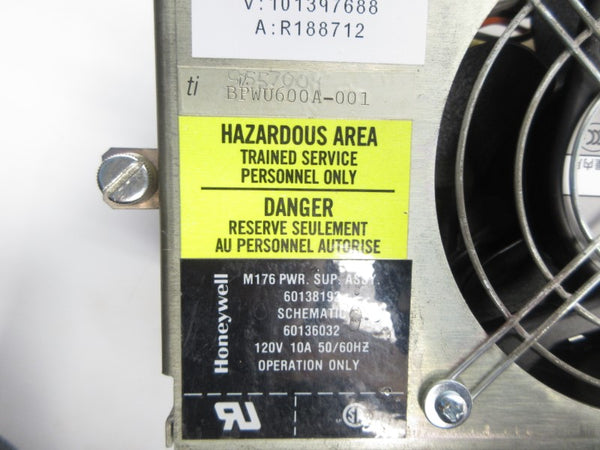 V:101397688
A:R188712
ti
BPWU600A-001
HAZARDOUS AREA
TRAINED SERVICE
PERSONNEL ONLY
DANGER
RESERVE SEULEMENT
AU PERSONNEL AUTORISE
Honeywell
M176 PWR. SUP. ASSY.
SCHEMATIC
60136032
120V 10A 50/60HZ
OPERATION ONLY